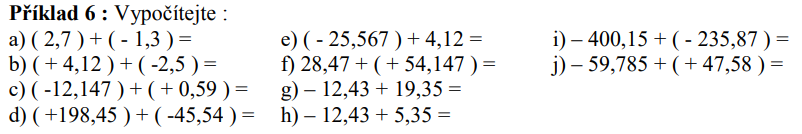 Příklad 6 : Vypočítejte :
a) ( 2,7 ) + ( - 1,3 ) = e) ( - 25,567 ) + 4,12 = i) – 400,15 + ( - 235,87 ) =
b) ( + 4,12 ) + ( -2,5 ) = f) 28,47 + ( + 54,147 ) = j) – 59,785 + ( + 47,58 ) =
c) ( -12,147 ) + ( + 0,59 ) = g) – 12,43 + 19,35 =
d) ( +198,45 ) + ( -45,54 ) = h) – 12,43 + 5,35 =